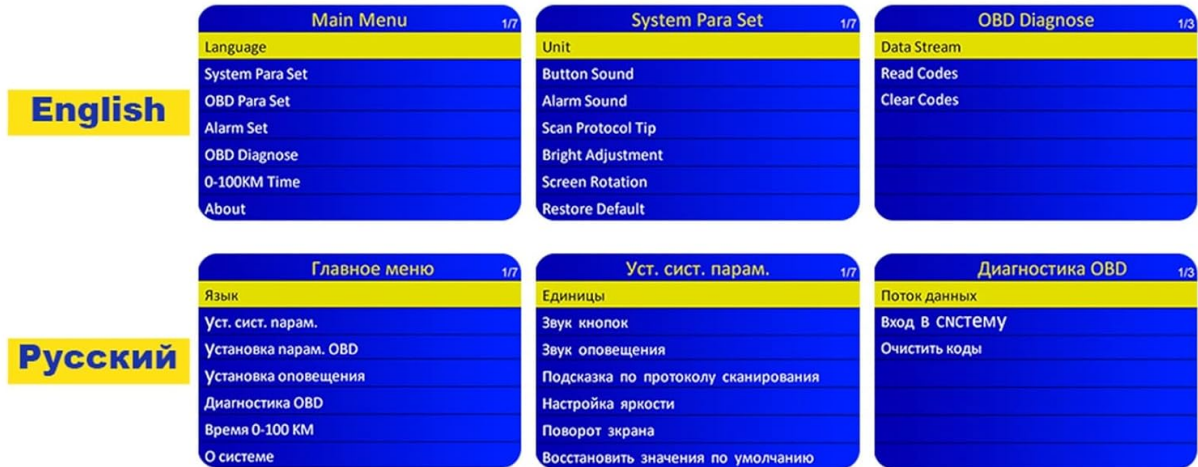 English
Main Menu 1/7
Language
System Para Set
OBD Para Set
Alarm Set
OBD Diagnose
0-100KM Time
About
System Para Set 1/7
Unit
Button Sound
Alarm Sound
Scan Protocol Tip
Bright Adjustment
Screen Rotation
Restore Default
OBD Diagnose 1/3
Data Stream
Read Codes
Clear Codes
Русский
Главное меню 1/7
Язык
Уст. сист. парам.
Установка парам. OBD
Установка оповещения
Диагностика OBD
Время 0-100 KM
О системе
Уст. сист. парам. 1/7
Единицы
Звук кнопок
Звук оповещения
Подсказка по протоколу сканирования
Настройка яркости
Поворот зкрана
Восстановить значения по умолчанию
Диагностика OBD 1/3
Поток данных
Вход в CNCTEMУ
Очистить коды